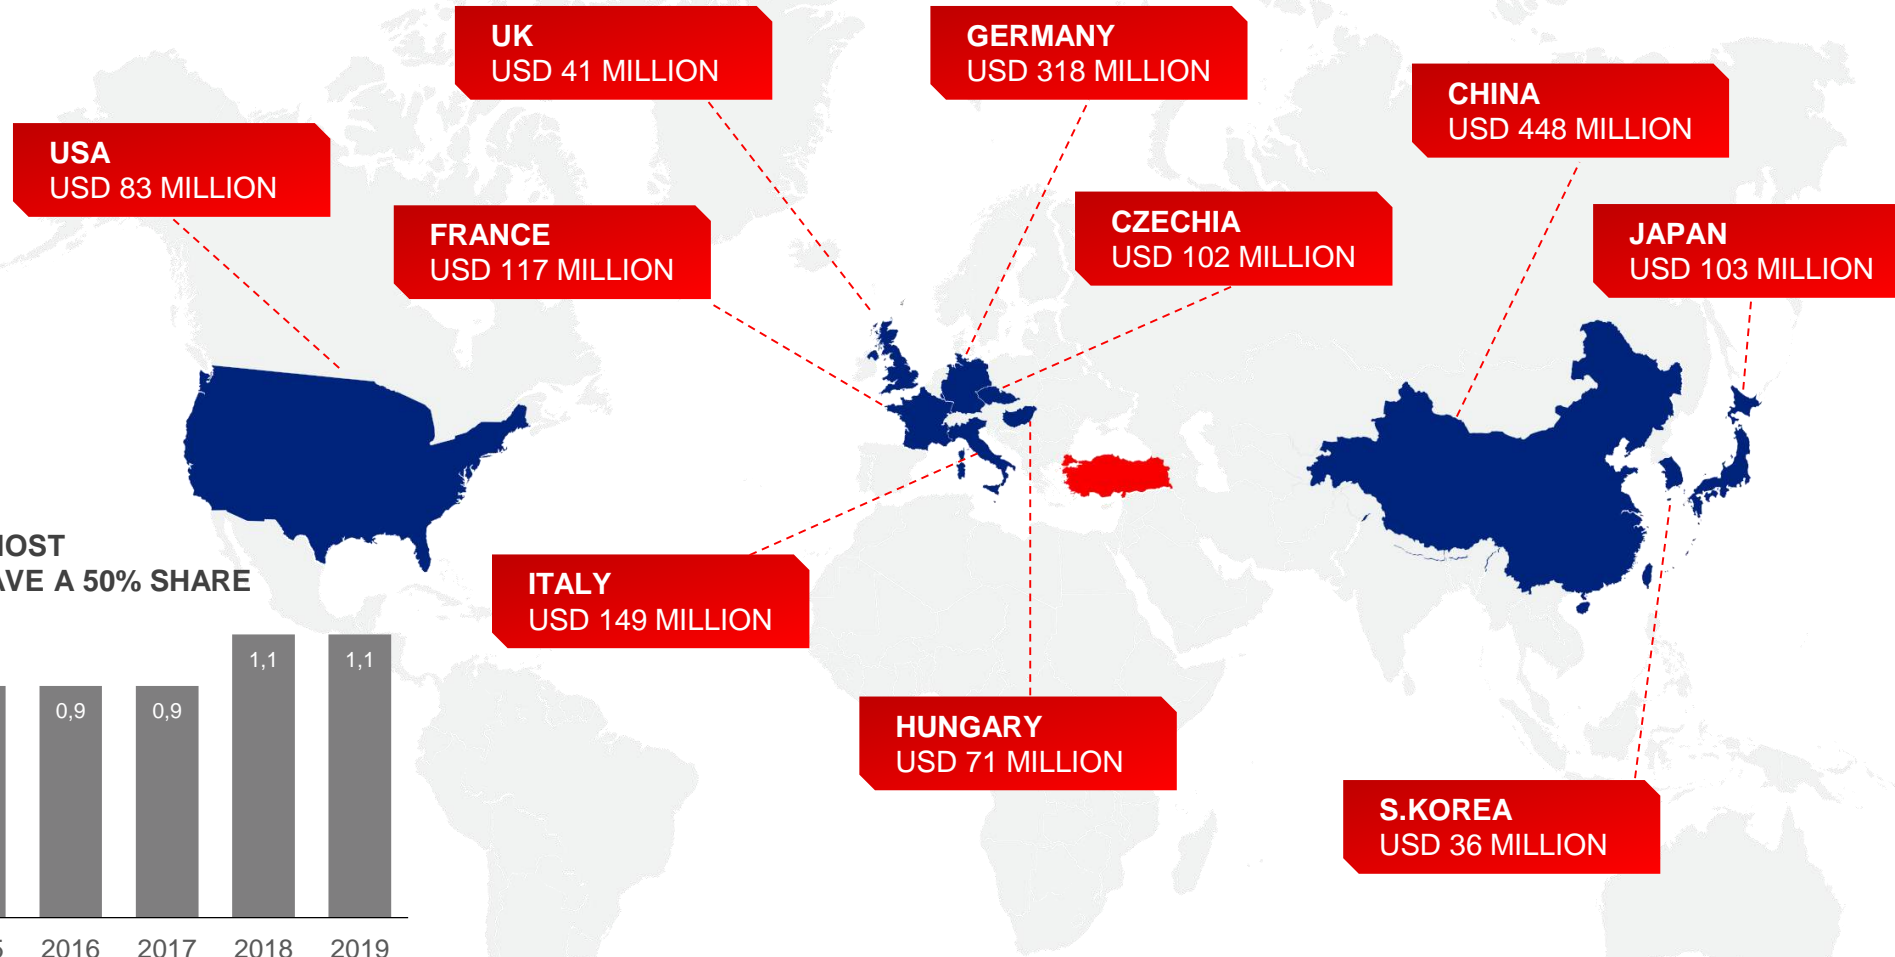 UK
USD 41 MILLION
GERMANY
USD 318 MILLION
CHINA
USD 448 MILLION
USA
USD 83 MILLION
FRANCE
USD 117 MILLION
CZECHIA
USD 102 MILLION
JAPAN
USD 103 MILLION
ITALY
USD 149 MILLION
HUNGARY
USD 71 MILLION
S.KOREA
USD 36 MILLION
A 50% SHARE
1,1
1,1
0,9
0,9
2016
2017
2018
2019